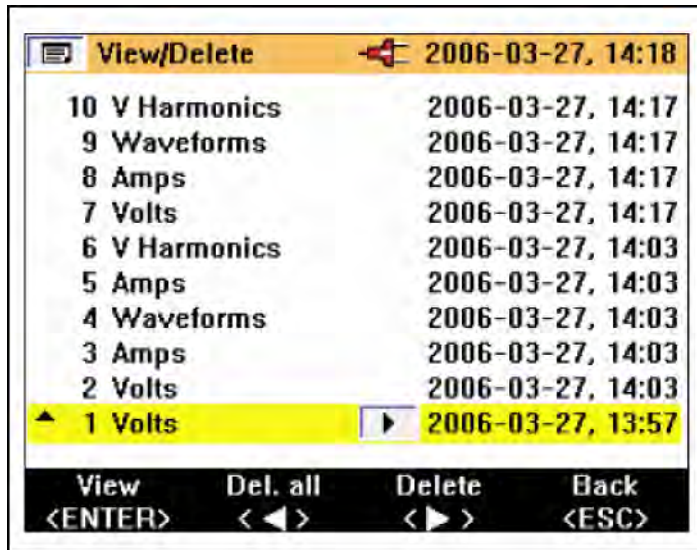 View/Delete 2006-03-27, 14:18
10 V Harmonics 2006-03-27, 14:17
9 Waveforms 2006-03-27, 14:17
8 Amps 2006-03-27, 14:17
7 Volts 2006-03-27, 14:17
6 V Harmonics 2006-03-27, 14:03
5 Amps 2006-03-27, 14:03
4 Waveforms 2006-03-27, 14:03
3 Amps 2006-03-27, 14:03
2 Volts 2006-03-27, 14:03
1 Volts 2006-03-27, 13:57
View Del. all Delete Back
<ENTER> <◀> <▶> <ESC>